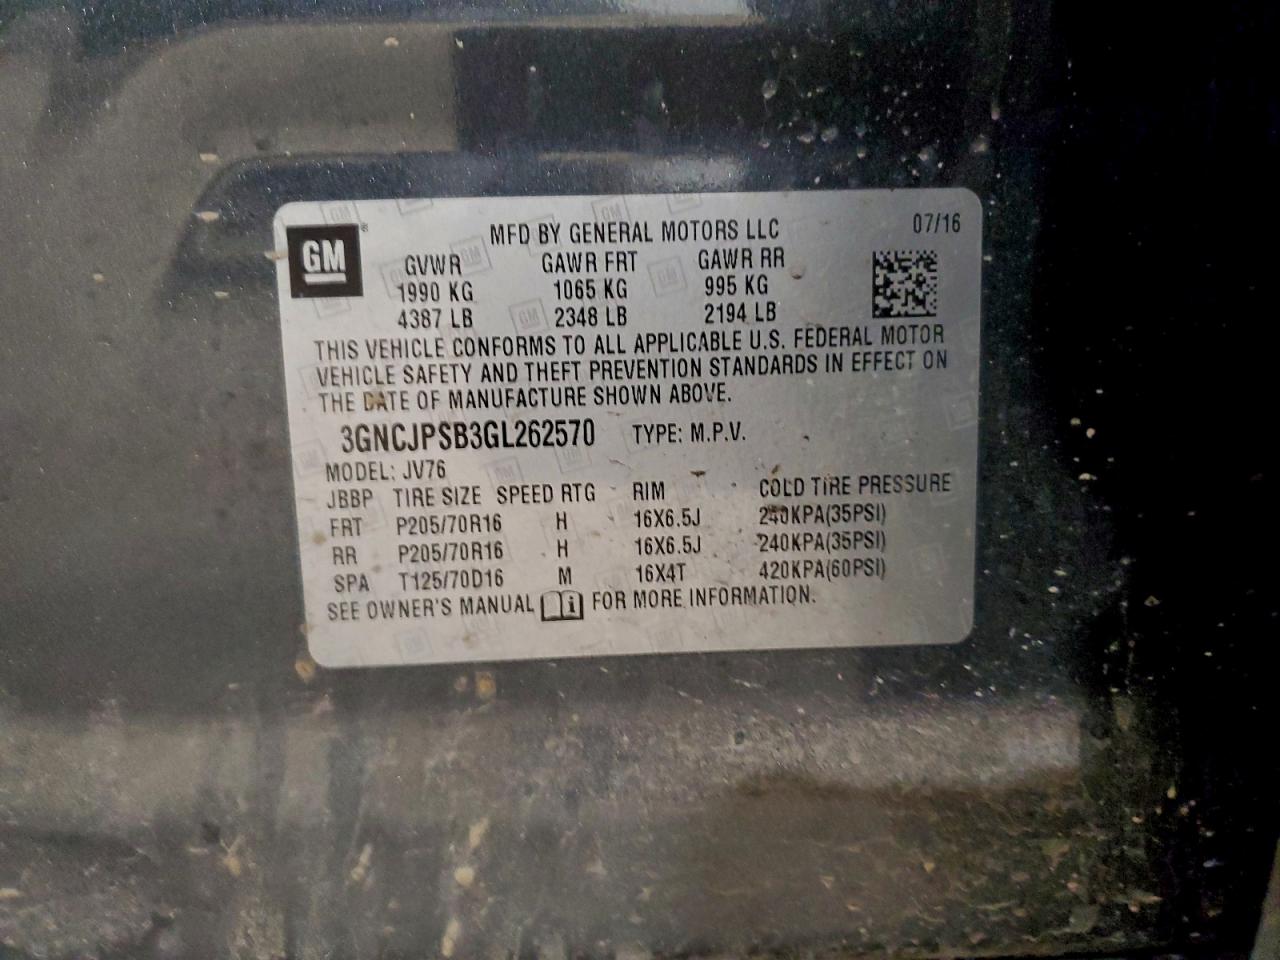 GM® MFD BY GENERAL MOTORS LLC 07/16
GVWR GAWR FRT GAWR RR
1990 KG 1065 KG 995 KG
4387 LB 2348 LB 2194 LB
THIS VEHICLE CONFORMS TO ALL APPLICABLE U.S. FEDERAL MOTOR
VEHICLE SAFETY AND THEFT PREVENTION STANDARDS IN EFFECT ON
THE DATE OF MANUFACTURE SHOWN ABOVE.
3GNCJPSB3GL262570 TYPE: M.P.V.
MODEL: JV76
JBBP TIRE SIZE SPEED RTG RIM COLD TIRE PRESSURE
FRT P205/70R16 H 16X6.5J 240KPA(35PSI)
RR P205/70R16 H 16X6.5J 240KPA(35PSI)
SPA T125/70D16 M 16X4T 420KPA(60PSI)
SEE OWNER'S MANUAL FOR MORE INFORMATION.